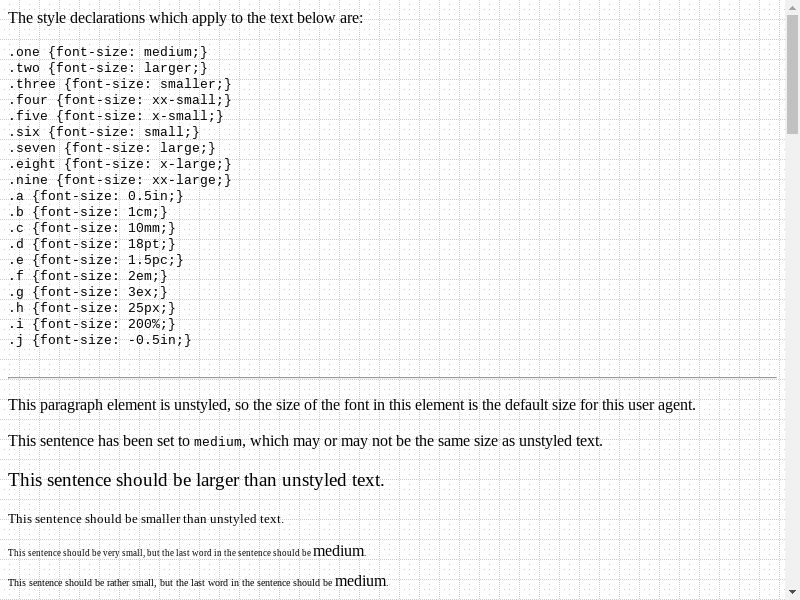 The style declarations which apply to the text below are:
.one {font-size: medium;}
.two {font-size: larger;}
.three {font-size: smaller;}
.four {font-size: xx-small;}
.five {font-size: x-small;}
.six {font-size: small;}
.seven {font-size: large;}
.eight {font-size: x-large;}
.nine {font-size: xx-large;}
.a {font-size: 0.5in;}
.b {font-size: 1cm;}
.c {font-size: 10mm;}
.d {font-size: 18pt;}
.e {font-size: 1.5pc;}
.f {font-size: 2em;}
.g {font-size: 3ex;}
.h {font-size: 25px;}
.i {font-size: 200%;}
.j {font-size: -0.5in;}
This paragraph element is unstyled, so the size of the font in this element is the default size for this user agent.
This sentence has been set to medium, which may or may not be the same size as unstyled text.
This sentence should be larger than unstyled text.
This sentence should be smaller than unstyled text.
This sentence should be very small, but the last word in the sentence should be medium.
This sentence should be rather small, but the last word in the sentence should be medium.